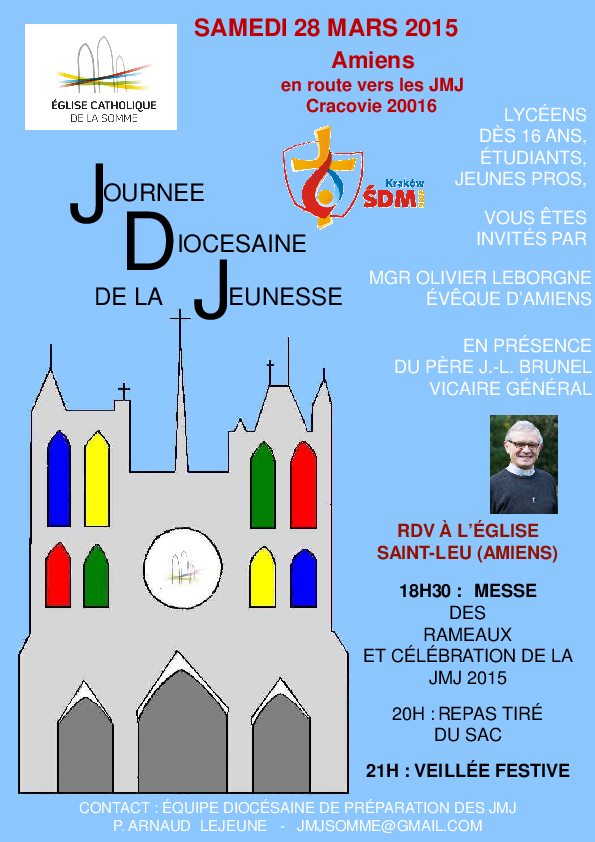 SAMEDI 28 MARS 2015
Amiens
en route vers les JMJ
Cracovie 20016
ÉGLISE CATHOLIQUE
DE LA SOMME
LYCÉENS
DÈS 16 ANS,
ÉTUDIANTS,
JEUNES PROS,
VOUS ÊTES
INVITÉS PAR
MGR OLIVIER LEBORGNE
ÉVÊQUE D'AMIENS
EN PRÉSENCE
DU PÈRE J.-L. BRUNEL
VICAIRE GÉNÉRAL
Kraków
ŚDM
JOURNEE
DIOCESAINE
DE LA JEUNESSE
RDV À L'ÉGLISE
SAINT-LEU (AMIENS)
18H30 : MESSE
DES
RAMEAUX
ET CÉLÉBRATION DE LA
JMJ 2015
20H : REPAS TIRÉ
DU SAC
21H : VEILLÉE FESTIVE
CONTACT : ÉQUIPE DIOCÉSAINE DE PRÉPARATION DES JMJ
P. ARNAUD LEJEUNE - JMJSOMME@GMAIL.COM